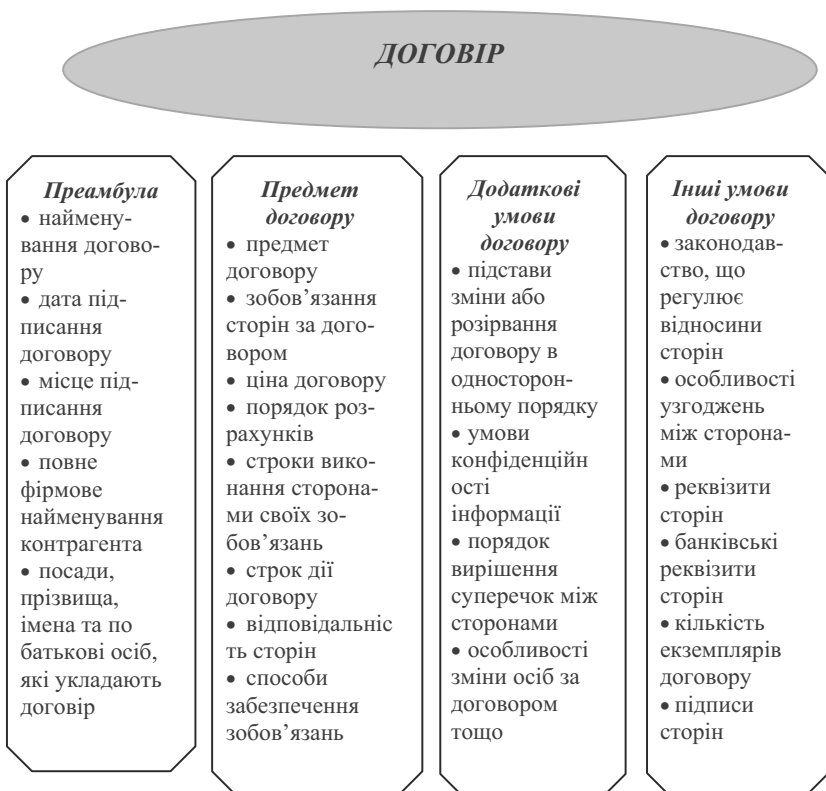 ДОГОВІР
Преамбула
• наймену-
вання догово-
ру
• дата під-
писання
договору
• місце під-
писання
договору
• повне
фірмове
найменування
контрагента
• посади,
прізвища,
імена та по
батькові осіб,
які укладають
договір
Предмет
договору
• предмет
договору
• зобов’язання
сторін за дого-
вором
• ціна договору
• порядок роз-
рахунків
• строки вико-
нання сторона-
ми своїх зо-
бов’язань
• строк дії
договору
• відповідальніс
ть сторін
• способи
забезпечення
зобов’язань
Додаткові
умови
договору
• підстави
зміни або
розірвання
договору в
односторон-
ньому порядку
• умови
конфіденційн
ості
інформації
• порядок
вирішення
суперечок між
сторонами
• особливості
зміни осіб за
договором
тощо
Інші умови
договору
• законодав-
ство, що
регулює
відносини
сторін
• особливості
узгоджень
між сторона-
ми
• реквізити
сторін
• банківські
реквізити
сторін
• кількість
екземплярів
договору
• підписи
сторін